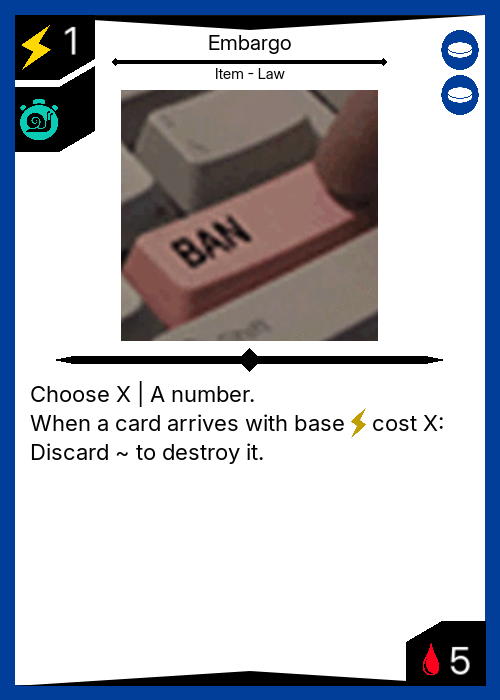 1
Embargo
Item - Law
BAN
Choose X | A number.
When a card arrives with base cost X:
Discard ~ to destroy it.
5